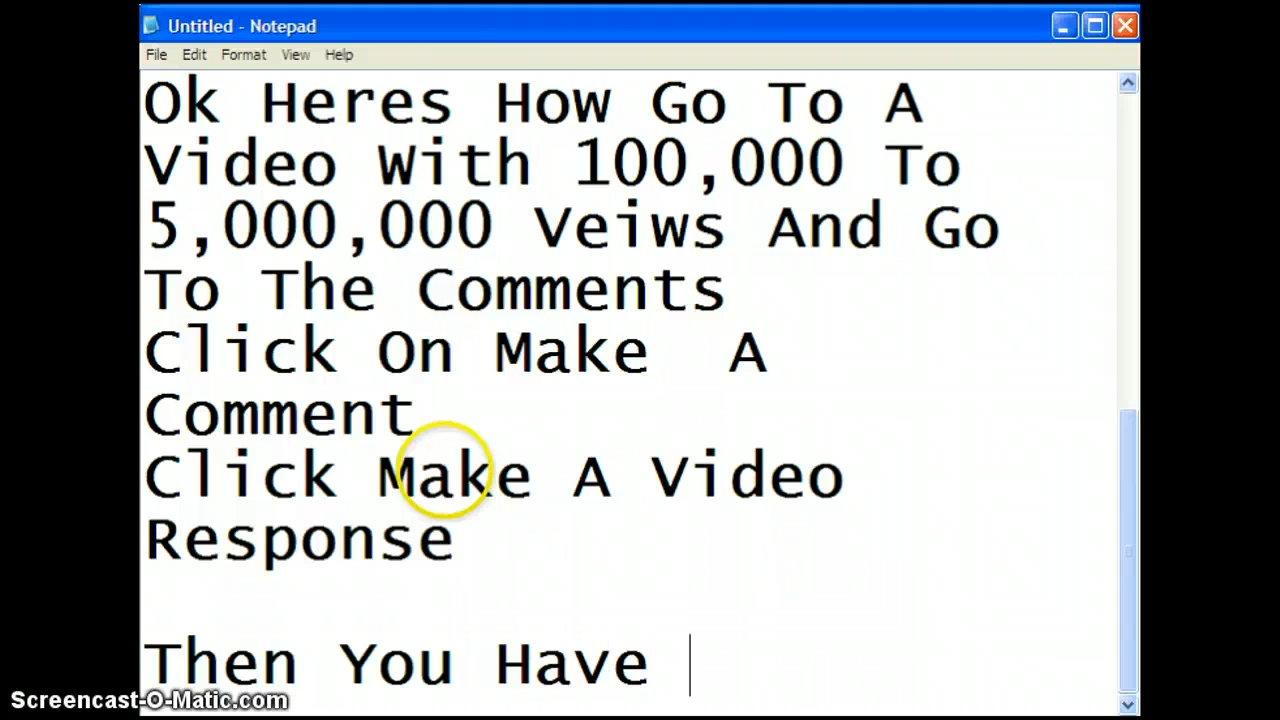 Untitled - Notepad
File Edit Format View Help
Ok Heres How Go To A
Video With 100,000 To
5,000,000 Veiws And Go
To The Comments
Click On Make  A
Comment
Click Make A Video
Response
Then You Have
Screencast-O-Matic.com